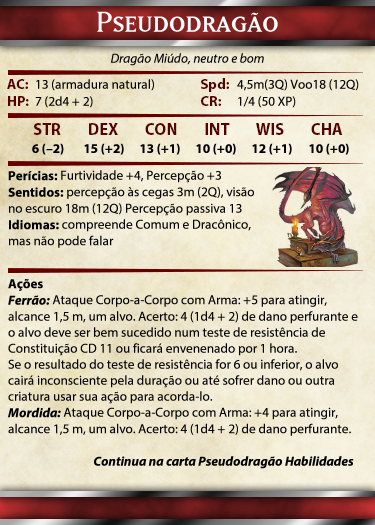 PSEUDODRAGÃO
Dragão Miúdo, neutro e bom
AC: 13 (armadura natural) Spd: 4,5m(3Q) Voo18 (12Q)
HP: 7 (2d4 + 2) CR: 1/4 (50 XP)
STR DEX CON INT WIS CHA
6 (–2) 15 (+2) 13 (+1) 10 (+0) 12 (+1) 10 (+0)
Perícias: Furtividade +4, Percepção +3
Sentidos: percepção às cegas 3m (2Q), visão
no escuro 18m (12Q) Percepção passiva 13
Idiomas: compreende Comum e Dracônico,
mas não pode falar
Ações
Ferrão: Ataque Corpo-a-Corpo com Arma: +5 para atingir,
alcance 1,5 m, um alvo. Acerto: 4 (1d4 + 2) de dano perfurante e
o alvo deve ser bem sucedido num teste de resistência de
Constituição CD 11 ou ficará envenenado por 1 hora.
Se o resultado do teste de resistência for 6 ou inferior, o alvo
cairá inconsciente pela duração ou até sofrer dano ou outra
criatura usar sua ação para acorda-lo.
Mordida: Ataque Corpo-a-Corpo com Arma: +4 para atingir,
alcance 1,5 m, um alvo. Acerto: 4 (1d4 + 2) de dano perfurante.
Continua na carta Pseudodragão Habilidades